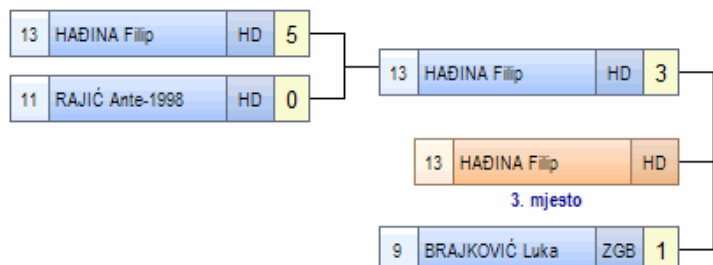 13 HAĐINA Filip HD 5
11 RAJIĆ Ante-1998 HD 0
13 HAĐINA Filip HD 3
13 HAĐINA Filip HD
3. mjesto
9 BRAJKOVIĆ Luka ZGB 1